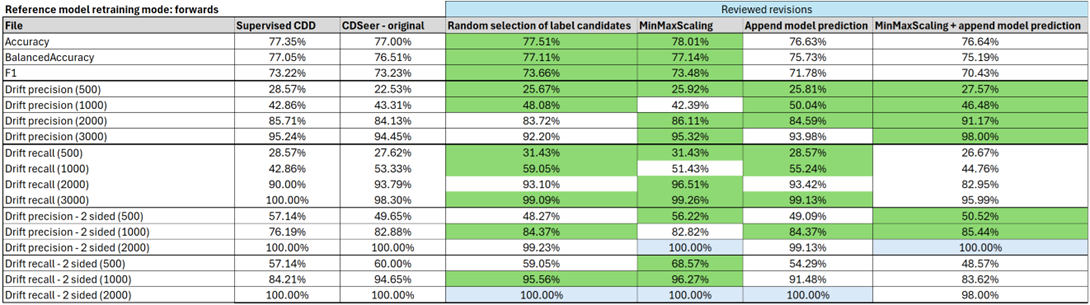 Reference model retraining mode: forwards Reviewed revisions
File Supervised CDD CDSeer - original Random selection of label candidates MinMaxScaling Append model prediction MinMaxScaling + append model prediction
Accuracy 77.35% 77.00% 77.51% 78.01% 76.63% 76.64%
BalancedAccuracy 77.05% 76.51% 77.11% 77.14% 75.73% 75.19%
F1 73.22% 73.23% 73.66% 73.48% 71.78% 70.43%
Drift precision (500) 28.57% 22.53% 25.67% 25.92% 25.81% 27.57%
Drift precision (1000) 42.86% 43.31% 48.08% 42.39% 50.04% 46.48%
Drift precision (2000) 85.71% 84.13% 83.72% 86.11% 84.59% 91.17%
Drift precision (3000) 95.24% 94.45% 92.20% 95.32% 93.98% 98.00%
Drift recall (500) 28.57% 27.62% 31.43% 31.43% 28.57% 26.67%
Drift recall (1000) 42.86% 53.33% 59.05% 51.43% 55.24% 44.76%
Drift recall (2000) 90.00% 93.79% 93.10% 96.51% 93.42% 82.95%
Drift recall (3000) 100.00% 98.30% 99.09% 99.26% 99.13% 95.99%
Drift precision - 2 sided (500) 57.14% 49.65% 48.27% 56.22% 49.09% 50.52%
Drift precision - 2 sided (1000) 76.19% 82.88% 84.37% 82.82% 84.37% 85.44%
Drift precision - 2 sided (2000) 100.00% 100.00% 99.23% 100.00% 99.13% 100.00%
Drift recall - 2 sided (500) 57.14% 60.00% 59.05% 68.57% 54.29% 48.57%
Drift recall - 2 sided (1000) 84.21% 94.65% 95.56% 96.27% 91.48% 83.62%
Drift recall - 2 sided (2000) 100.00% 100.00% 100.00% 100.00% 100.00% 98.00%